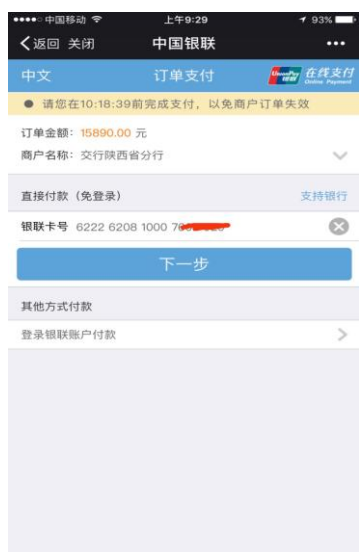 中国移动 上午9:29 93%
返回 关闭 中国银联 •••
中文 订单支付 UnionPay 银联 在线支付 Online Payment
● 请您在10:18:39前完成支付，以免商户订单失效
订单金额：15890.00 元
商户名称：交行陕西省分行
直接付款（免登录） 支持银行
银联卡号 6222 6208 1000
下一步
其他方式付款
登录银联账户付款